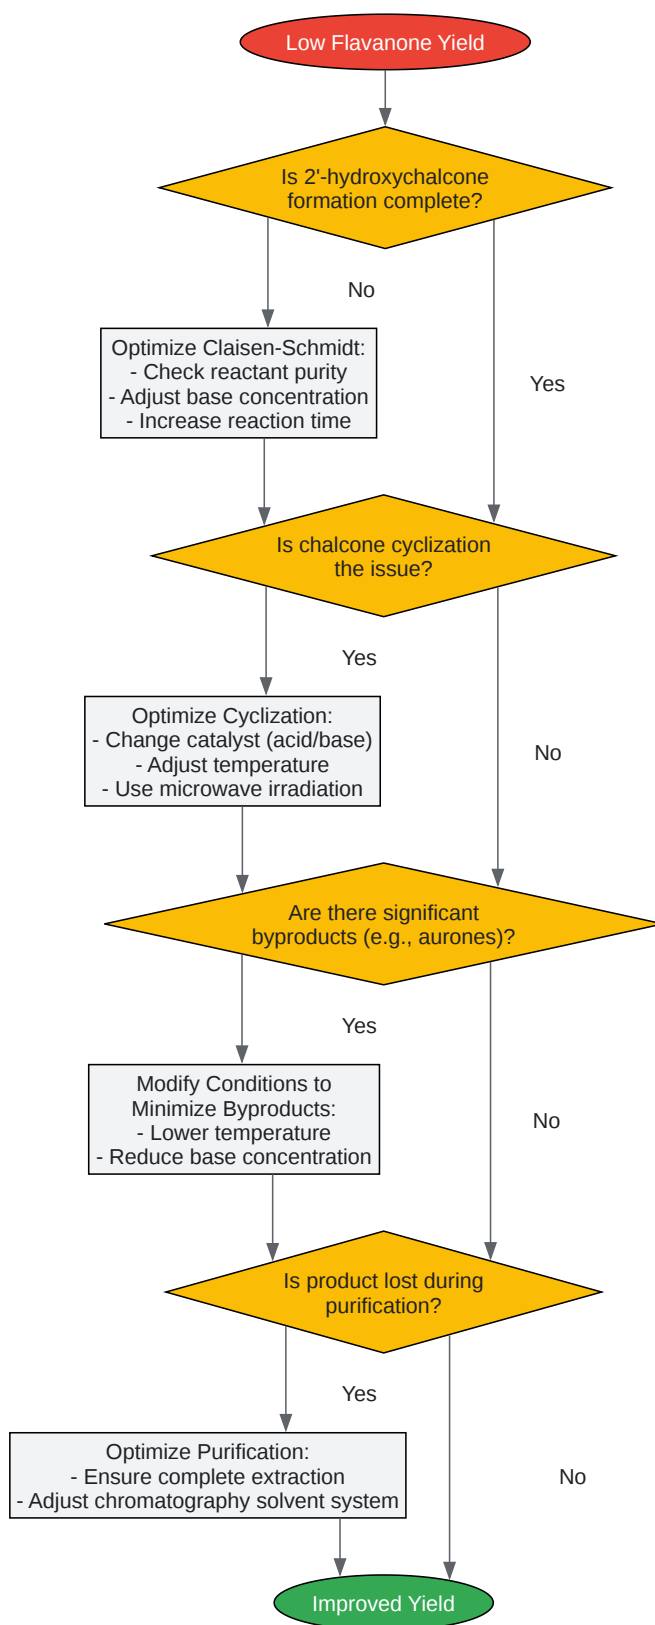 Low Flavanone Yield
Is 2'-hydroxychalcone
formation complete?
No
Optimize Claisen-Schmidt:
- Check reactant purity
- Adjust base concentration
- Increase reaction time
Yes
Is chalcone cyclization
the issue?
Yes
Optimize Cyclization:
- Change catalyst (acid/base)
- Adjust temperature
- Use microwave irradiation
No
Are there significant
byproducts (e.g., aurones)?
Yes
Modify Conditions to
Minimize Byproducts:
- Lower temperature
- Reduce base concentration
No
Is product lost during
purification?
Yes
Optimize Purification:
- Ensure complete extraction
- Adjust chromatography solvent system
No
Improved Yield